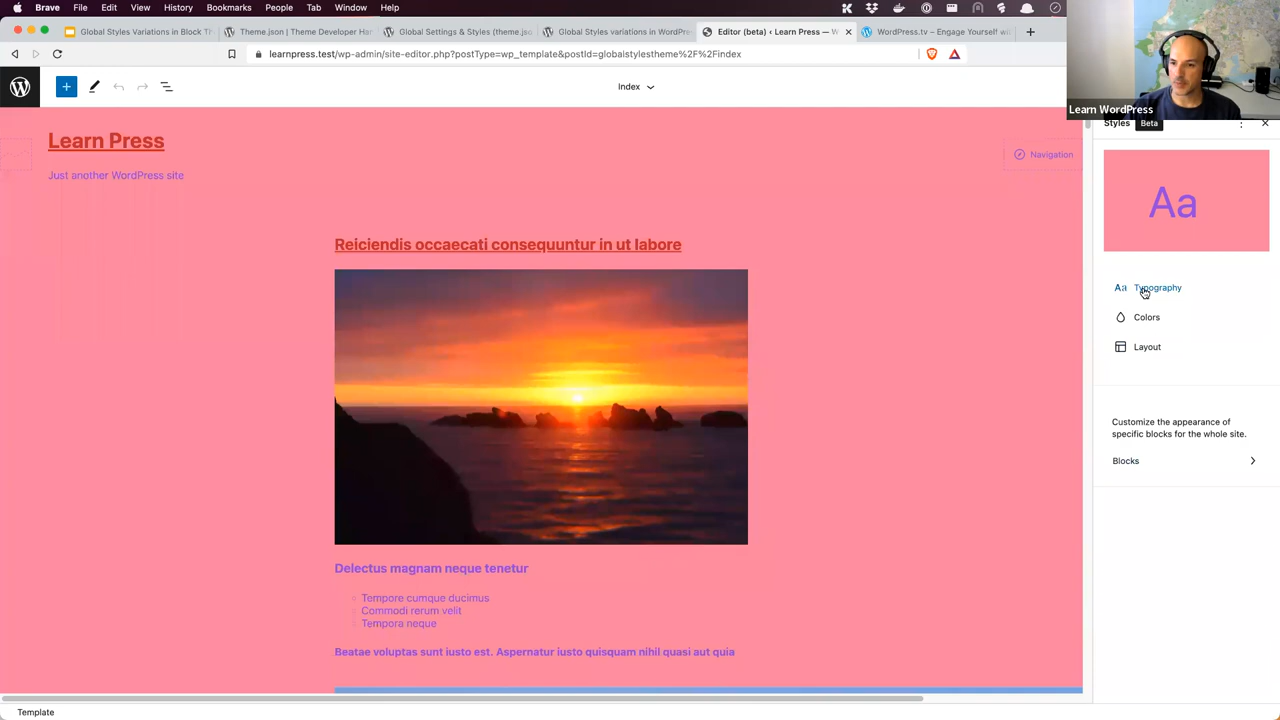 Brave File Edit View History Bookmarks People Tab Window Help
Global Styles Variations in Block Th
Theme.json | Theme Developer Han
Global Settings & Styles (theme.json
Global Styles variations in WordPres
Editor (beta) ‹ Learn Press — W
WordPress.tv – Engage Yourself wit
learnpress.test/wp-admin/site-editor.php?postType=wp_template&postId=globalstylestheme%2F%2Findex
Index
Learn WordPress
Styles Beta
Learn Press
Just another WordPress site
Navigation
Aa
Reiciendis occaecati consequuntur in ut labore
Aa Typography
Colors
Layout
Customize the appearance of
specific blocks for the whole site.
Blocks
Delectus magnam neque tenetur
Tempore cumque ducimus
Commodi rerum velit
Tempora neque
Beatae voluptas sunt iusto est. Aspernatur iusto quisquam nihil quasi aut quia
Template